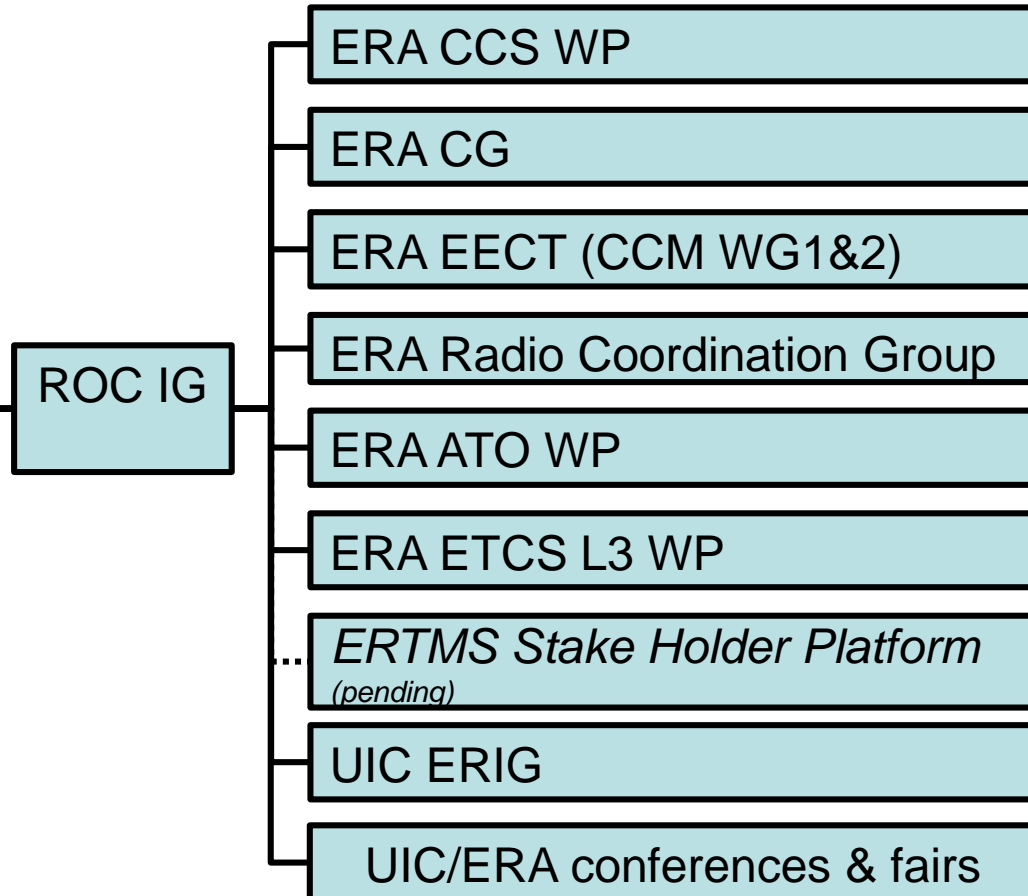 ERA CCS WP
ERA CG
ERA EECT (CCM WG1&2)
ERA Radio Coordination Group
ROC IG
ERA ATO WP
ERA ETCS L3 WP
ERTMS Stake Holder Platform
(pending)
UIC ERIG
UIC/ERA conferences & fairs